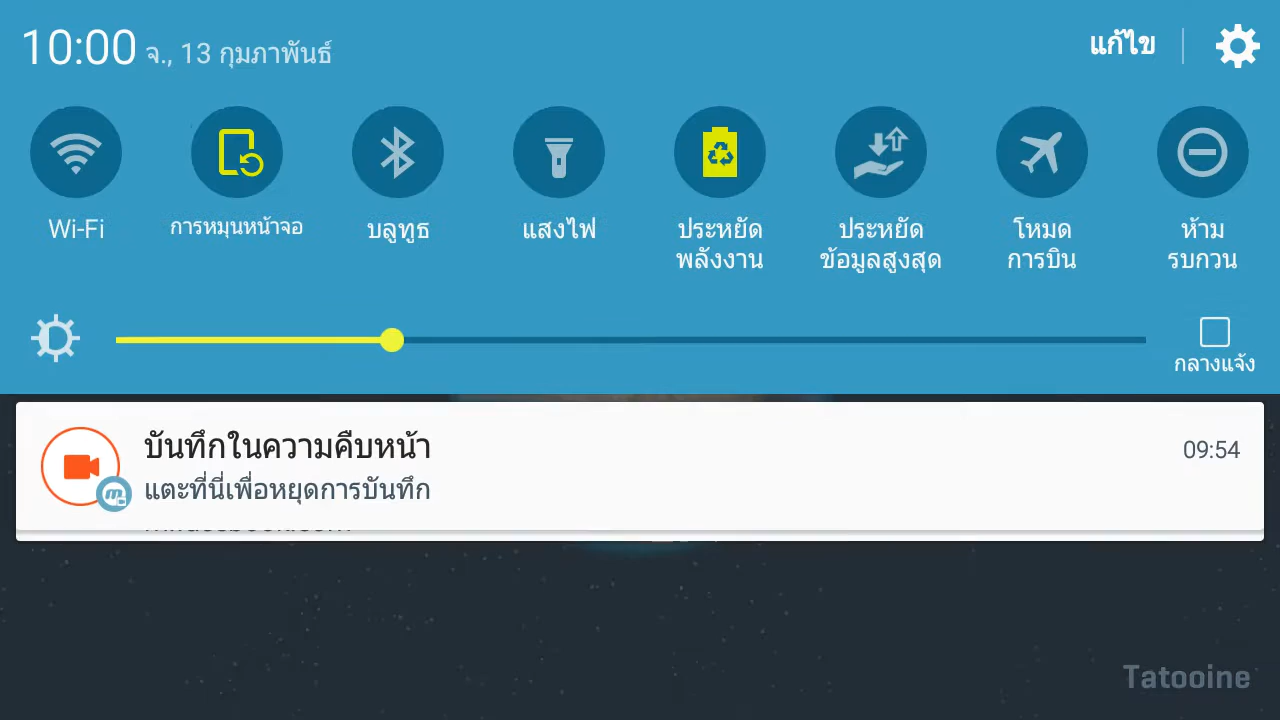 10:00 จ., 13 กุมภาพันธ์
แก้ไข
Wi-Fi
การหมุนหน้าจอ
บลูทูธ
แสงไฟ
ประหยัด
พลังงาน
ประหยัด
ข้อมูลสูงสุด
โหมด
การบิน
ห้าม
รบกวน
กลางแจ้ง
บันทึกในความคืบหน้า
09:54
แตะที่นี่เพื่อหยุดการบันทึก
Tatooine